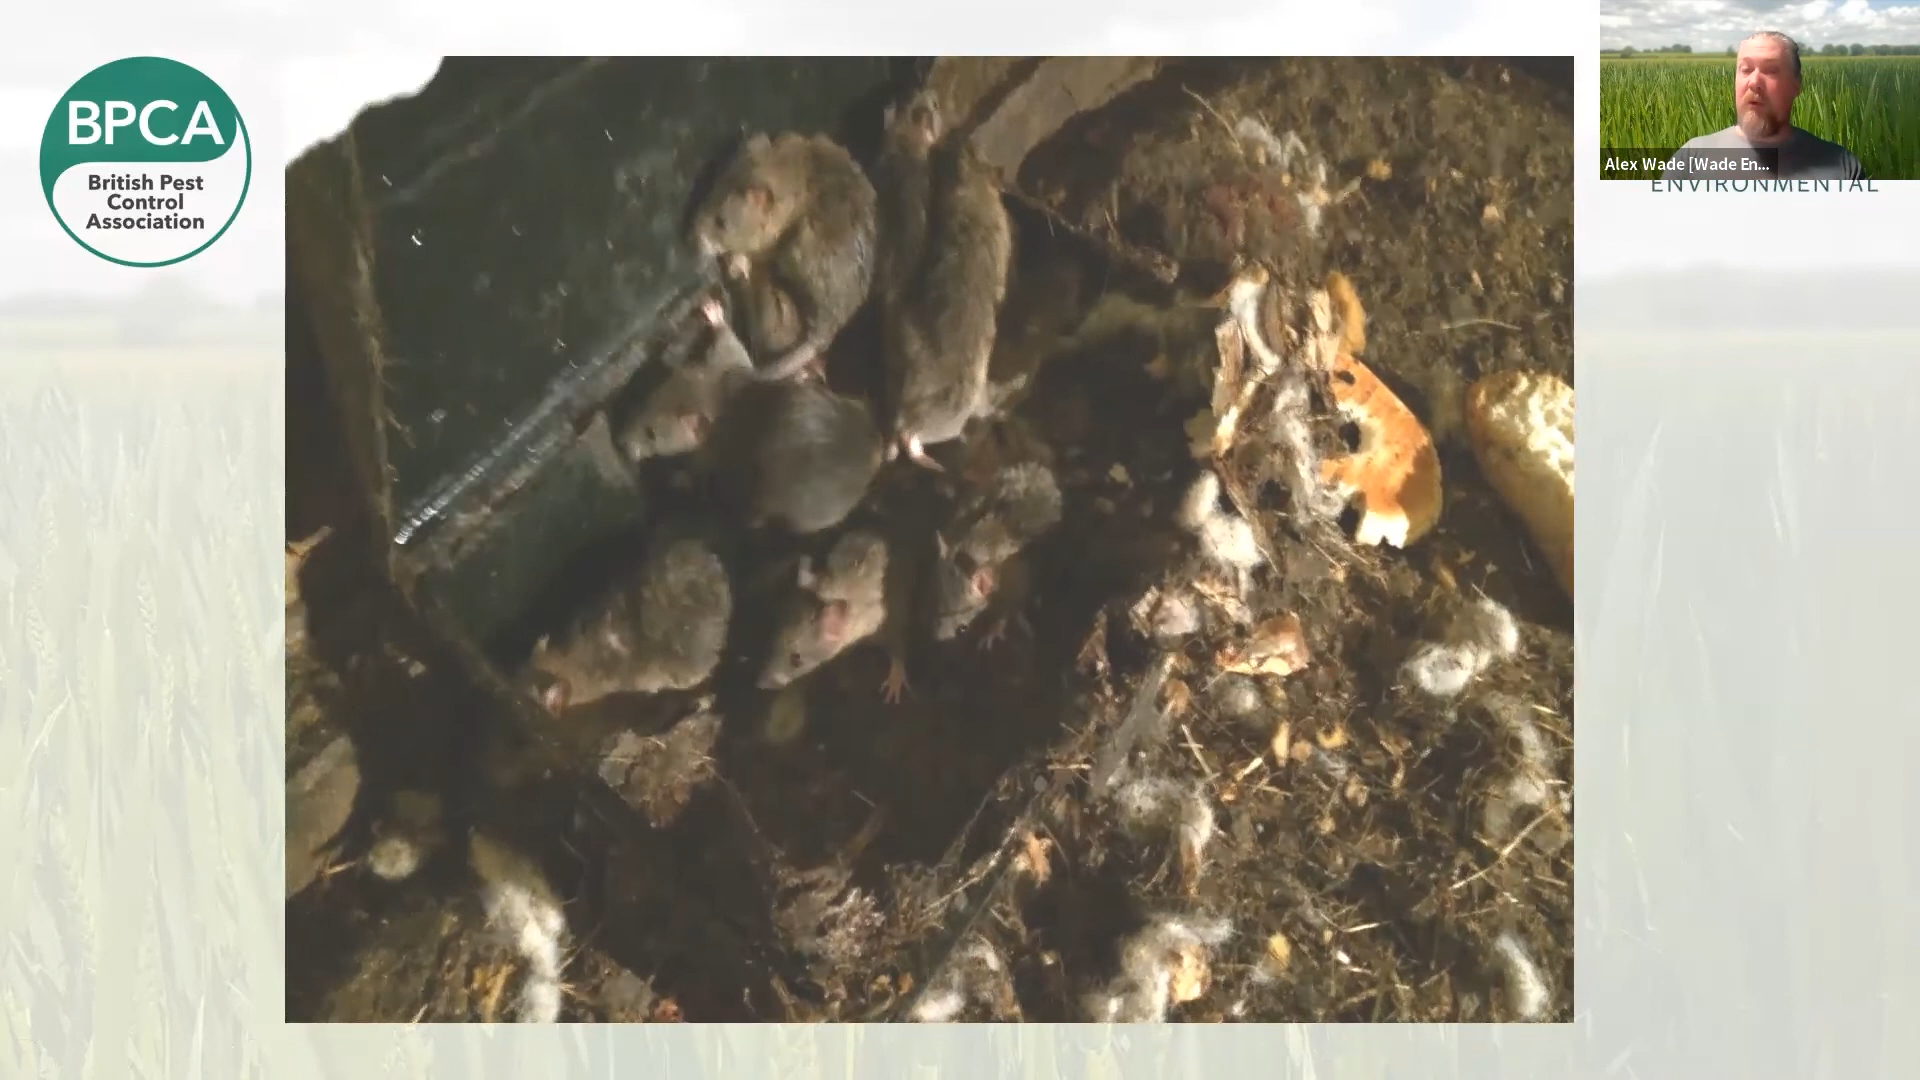 BPCA
British Pest
Control
Association
Alex Wade [Wade En...
ENVIRONMENTAL